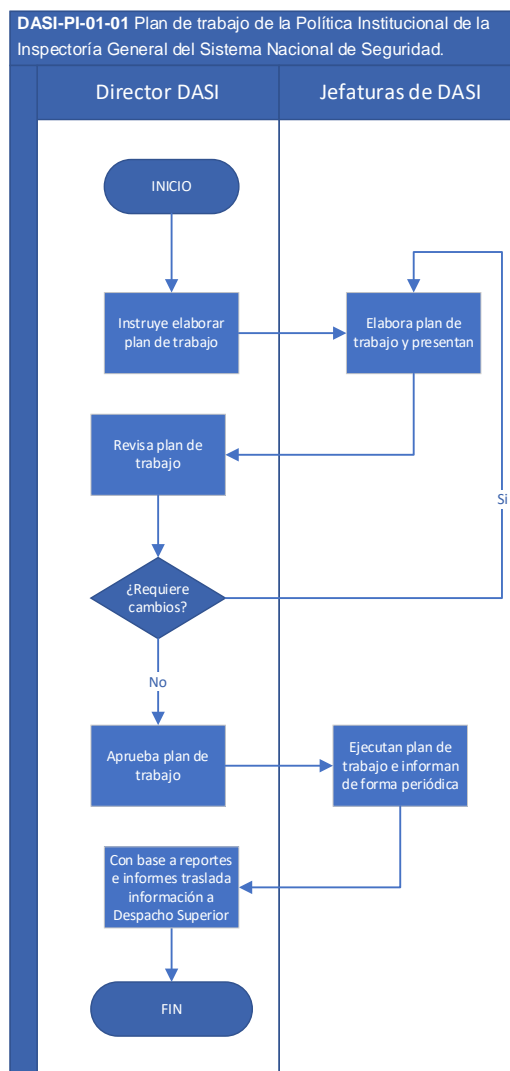 DASI-PI-01-01 Plan de trabajo de la Política Institucional de la
Inspectoría General del Sistema Nacional de Seguridad.
Director DASI
Jefaturas de DASI
INICIO
Instruye elaborar
plan de trabajo
Elabora plan de
trabajo y presentan
Revisa plan de
trabajo
Si
¿Requiere
cambios?
No
Aprueba plan de
trabajo
Ejecutan plan de
trabajo e informan
de forma periódica
Con base a reportes
e informes traslada
información a
Despacho Superior
FIN